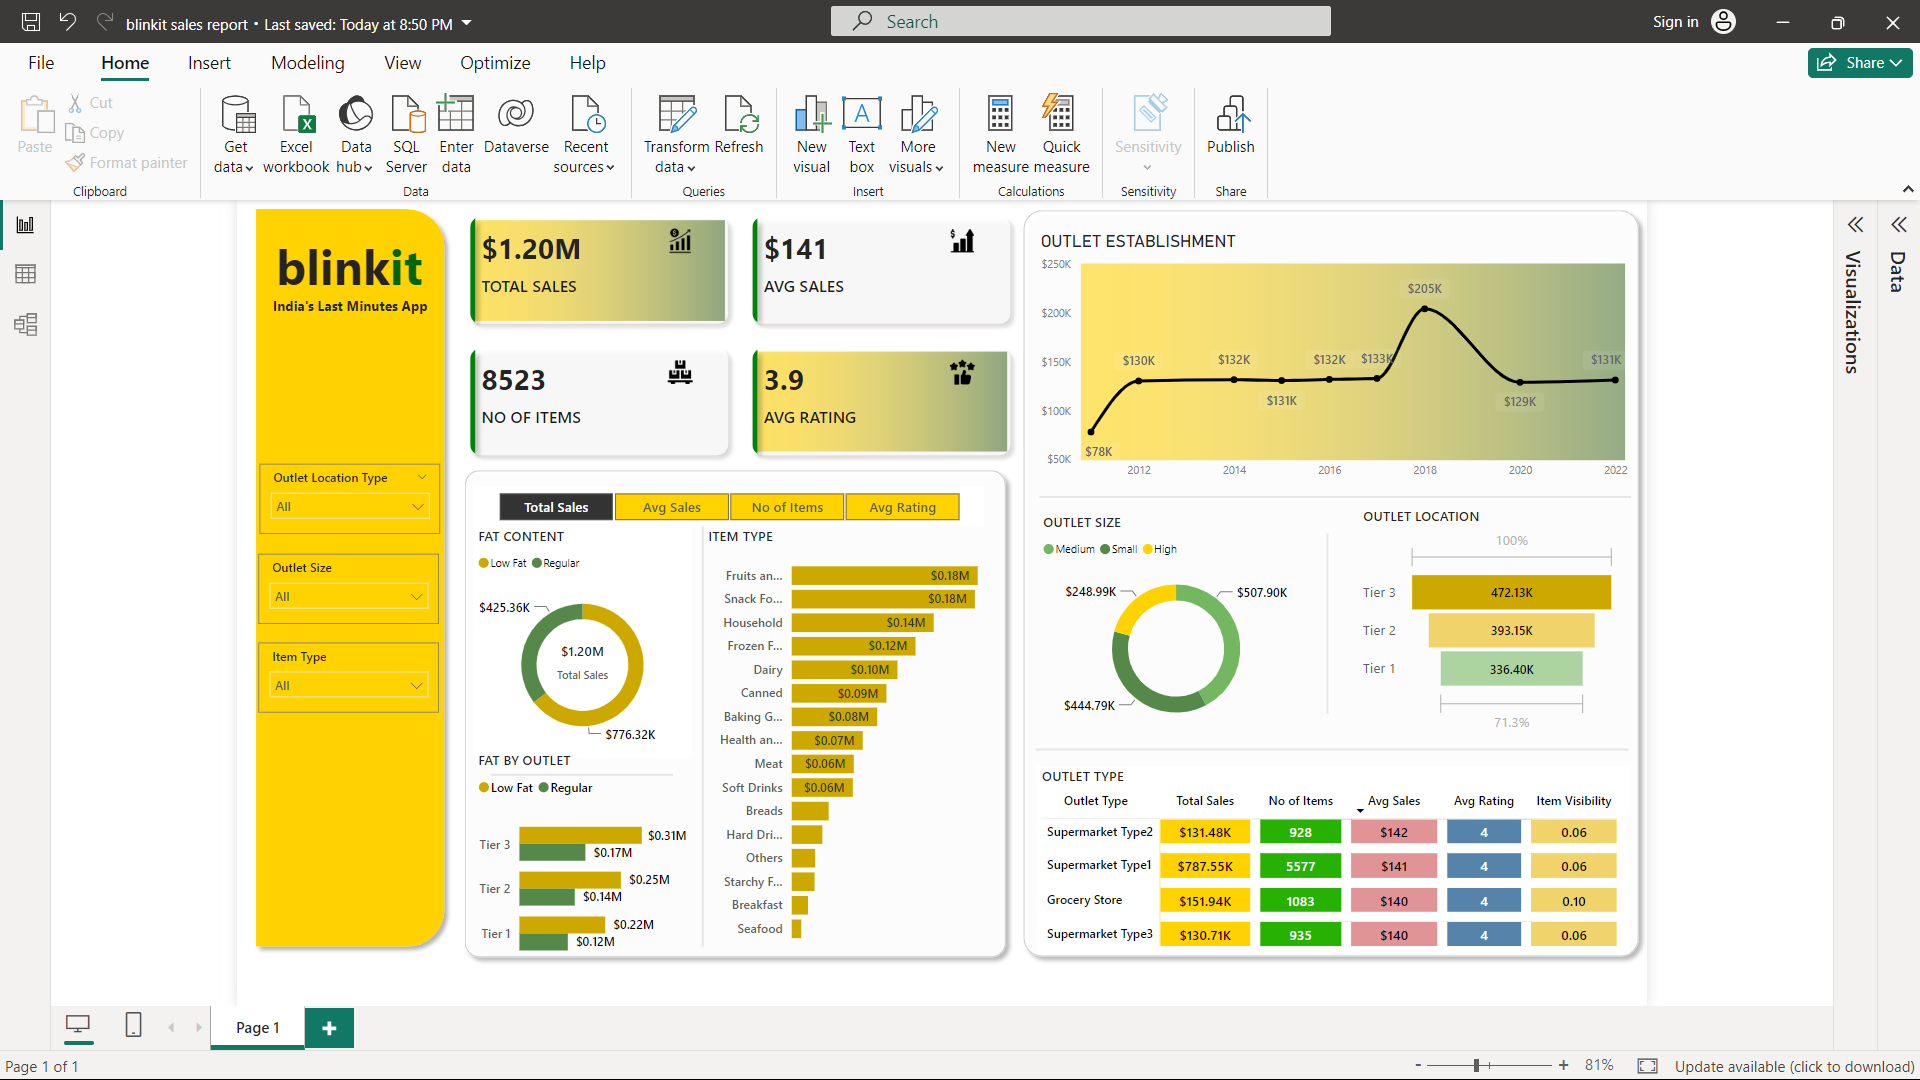 blinkit sales report • Last saved: Today at 8:50 PM
Search
Sign in
File Home Insert Modeling View Optimize Help
Share
Paste
Cut
Copy
Format painter
Clipboard
Get data
Excel workbook
Data hub
SQL Server
Enter data
Dataverse
Recent sources
Data
Transform data
Refresh
Queries
New visual
Text box
More visuals
Insert
New measure
Quick measure
Calculations
Sensitivity
Sensitivity
Publish
Share
blinkit
India's Last Minutes App
Outlet Location Type
All
Outlet Size
All
Item Type
All
$1.20M
TOTAL SALES
$141
AVG SALES
8523
NO OF ITEMS
3.9
AVG RATING
Total Sales Avg Sales No of Items Avg Rating
FAT CONTENT
Low Fat Regular
$425.36K
$1.20M
Total Sales
$776.32K
FAT BY OUTLET
Low Fat Regular
Tier 3 $0.31M
$0.17M
Tier 2 $0.25M
$0.14M
Tier 1 $0.22M
$0.12M
ITEM TYPE
Fruits an... $0.18M
Snack Fo... $0.18M
Household $0.14M
Frozen F... $0.12M
Dairy $0.10M
Canned $0.09M
Baking G... $0.08M
Health an... $0.07M
Meat $0.06M
Soft Drinks $0.06M
Breads
Hard Dri...
Others
Starchy F...
Breakfast
Seafood
OUTLET ESTABLISHMENT
$250K
$200K
$150K
$100K
$50K
$78K $130K $132K $131K $132K $133K $205K $129K $131K
2012 2014 2016 2018 2020 2022
OUTLET SIZE
Medium Small High
$248.99K
$507.90K
$444.79K
OUTLET LOCATION
100%
Tier 3 472.13K
Tier 2 393.15K
Tier 1 336.40K
71.3%
OUTLET TYPE
Outlet Type Total Sales No of Items Avg Sales Avg Rating Item Visibility
Supermarket Type2 $131.48K 928 $142 4 0.06
Supermarket Type1 $787.55K 5577 $141 4 0.06
Grocery Store $151.94K 1083 $140 4 0.10
Supermarket Type3 $130.71K 935 $140 4 0.06
Visualizations
Data
Page 1
Page 1 of 1
81%
Update available (click to download)